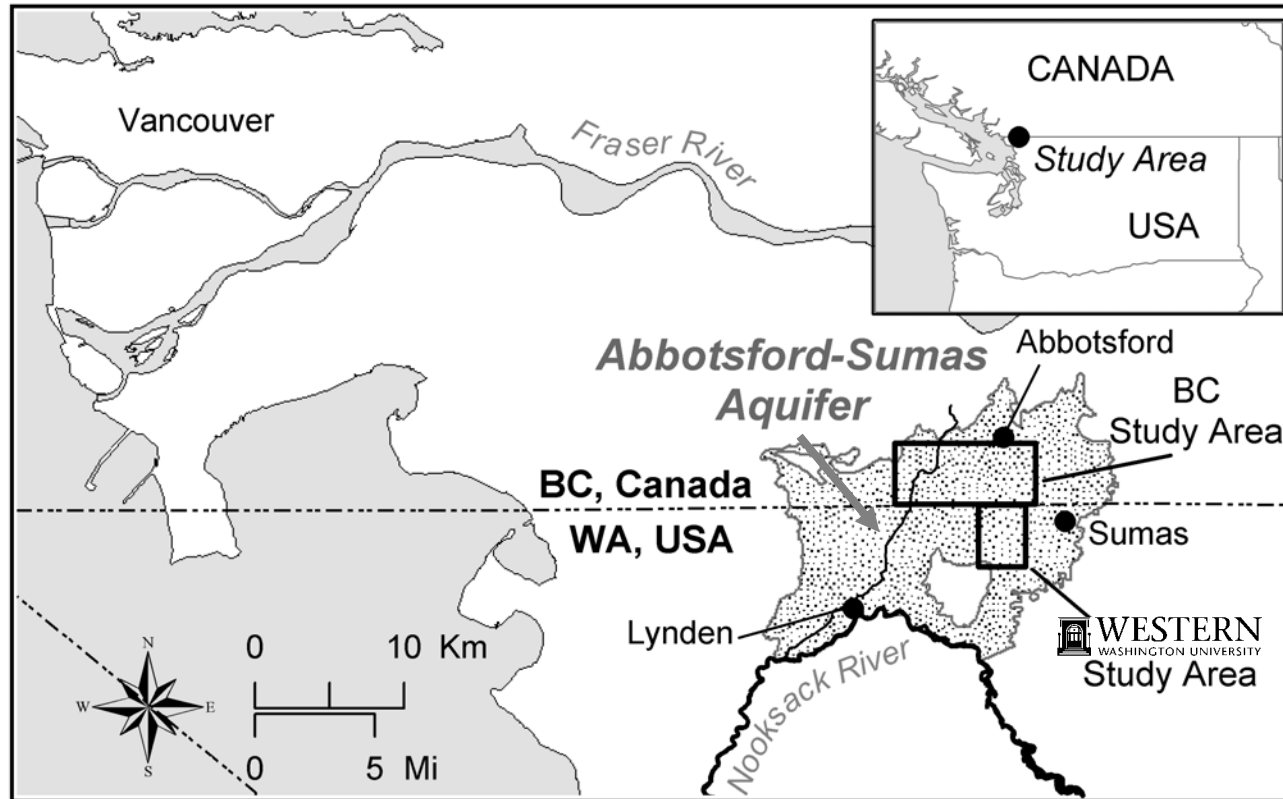 Vancouver
Fraser River
CANADA
Study Area
USA
Abbotsford-Sumas
Aquifer
Abbotsford
BC
Study Area
BC, Canada
WA, USA
Sumas
Lynden
WESTERN
WASHINGTON UNIVERSITY
Study Area
Nooksack River
N
W
E
S
0
10 Km
0
5 Mi